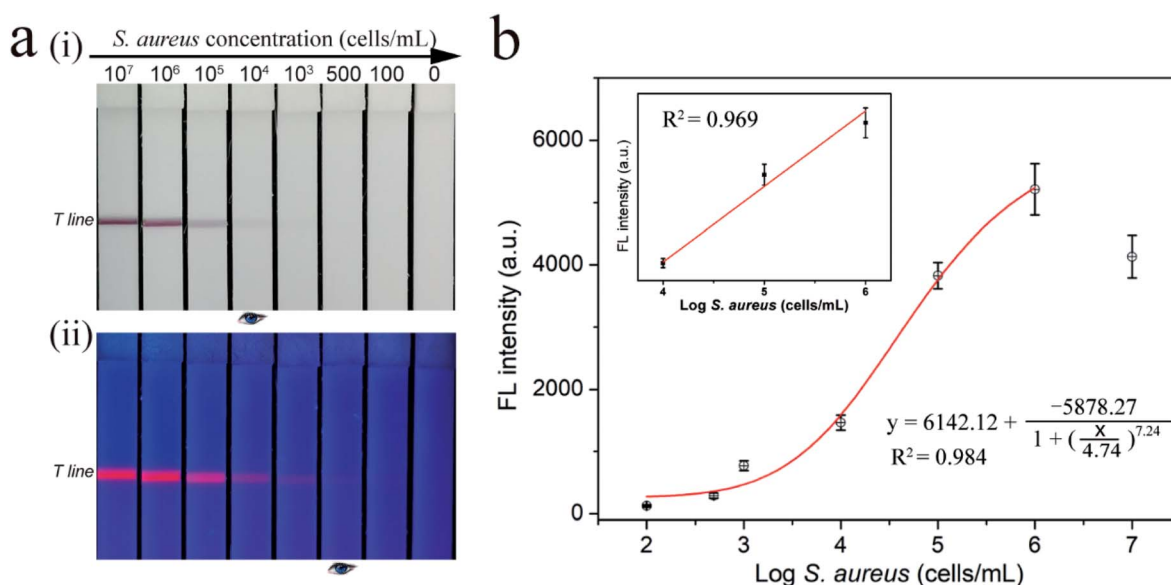 a (i)
S. aureus concentration (cells/mL)
10⁷ 10⁶ 10⁵ 10⁴ 10³ 500 100 0
T line
(ii)
T line
b
FL intensity (a.u.)
6000
4000
2000
0
2 3 4 5 6 7
Log S. aureus (cells/mL)
R² = 0.969
FL intensity (a.u.)
4 5 6
Log S. aureus (cells/mL)
y = 6142.12 + −5878.27 / 1 + (x / 4.74)⁷·²⁴
R² = 0.984